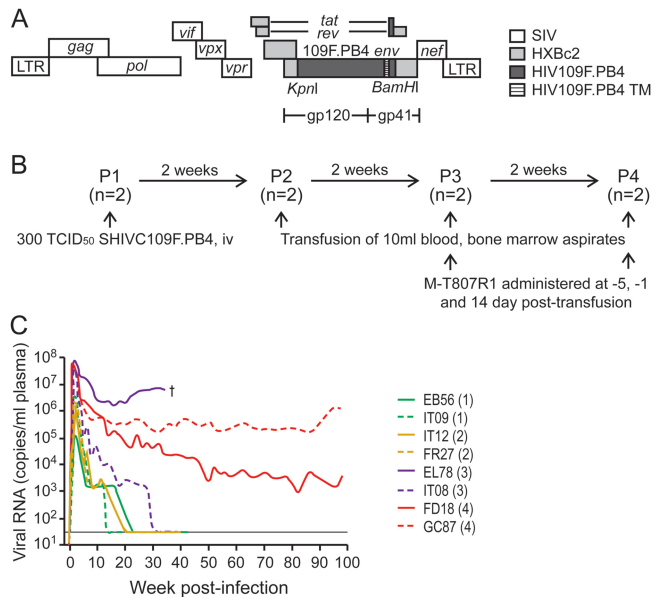 A
LTR
gag
pol
vif
vpx
vpr
tat
rev
109F.PB4 env
nef
LTR
KpnI
BamHI
gp120
gp41
SIV
HXBc2
HIV109F.PB4
HIV109F.PB4 TM
B
P1 2 weeks P2 2 weeks P3 2 weeks P4
(n=2) (n=2) (n=2) (n=2)
300 TCID50 SHIVC109F.PB4, iv Transfusion of 10ml blood, bone marrow aspirates
M-T807R1 administered at -5, -1
and 14 day post-transfusion
C
Viral RNA (copies/ml plasma)
10^8
10^7
10^6
10^5
10^4
10^3
10^2
10^1
†
0 10 20 30 40 50 60 70 80 90 100
Week post-infection
EB56 (1)
IT09 (1)
IT12 (2)
FR27 (2)
EL78 (3)
IT08 (3)
FD18 (4)
GC87 (4)